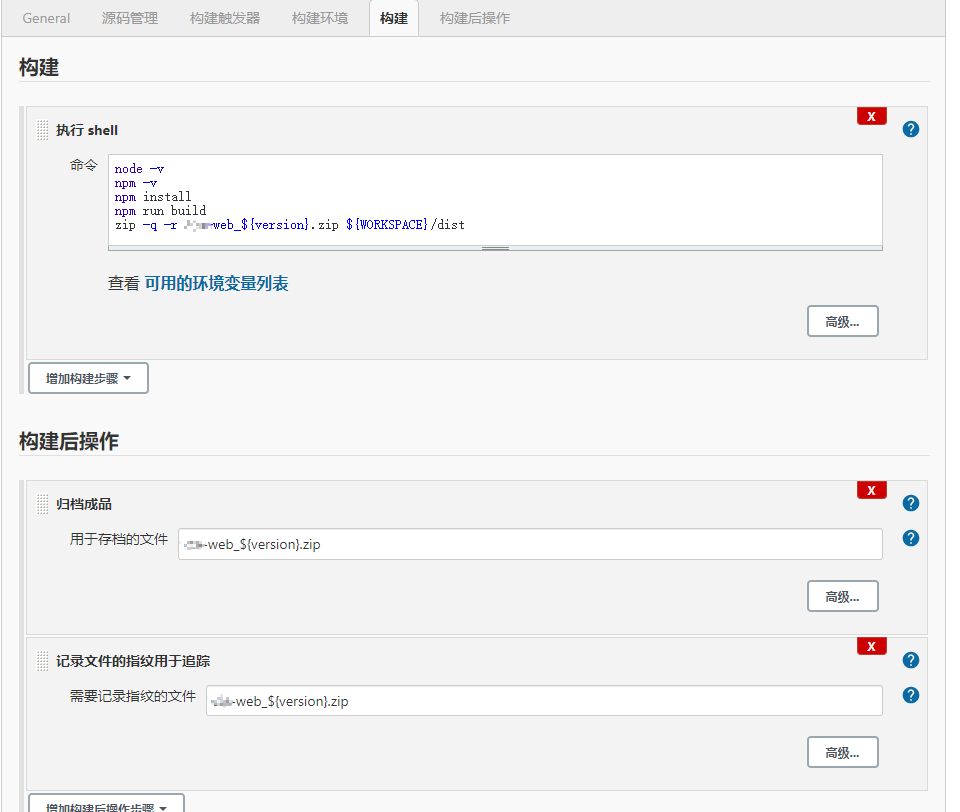 General 源码管理 构建触发器 构建环境 构建 构建后操作
构建
执行 shell
X
?
命令
node -v
npm -v
npm install
npm run build
zip -q -r -web_${version}.zip ${WORKSPACE}/dist
查看 可用的环境变量列表
高级...
增加构建步骤
构建后操作
归档成品
X
?
用于存档的文件 -web_${version}.zip
?
高级...
记录文件的指纹用于追踪
X
?
需要记录指纹的文件 -web_${version}.zip
?
高级...
增加构建后操作步骤